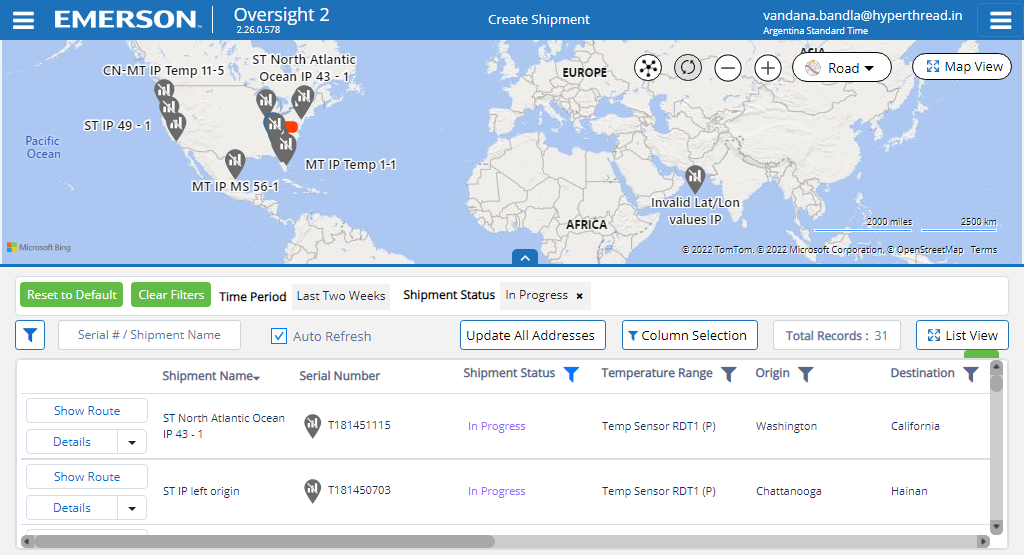 EMERSON
Oversight 2
2.26.0.578
Create Shipment
vandana.bandla@hyperthread.in
Argentina Standard Time
CN-MT IP Temp 11-5
ST North Atlantic
Ocean IP 43 - 1
EUROPE
ASIA
Road
Map View
Pacific
Ocean
ST IP 49 - 1
MT IP Temp 1-1
MT IP MS 56-1
Invalid Lat/Lon
values IP
AFRICA
2000 miles
2500 km
Microsoft Bing
© 2022 TomTom, © 2022 Microsoft Corporation, © OpenStreetMap Terms
Reset to Default
Clear Filters
Time Period
Last Two Weeks
Shipment Status
In Progress ×
Serial # / Shipment Name
Auto Refresh
Update All Addresses
Column Selection
Total Records : 31
List View
Shipment Name
Serial Number
Shipment Status
Temperature Range
Origin
Destination
Show Route
Details
ST North Atlantic Ocean
IP 43 - 1
T181451115
In Progress
Temp Sensor RDT1 (P)
Washington
California
Show Route
Details
ST IP left origin
T181450703
In Progress
Temp Sensor RDT1 (P)
Chattanooga
Hainan